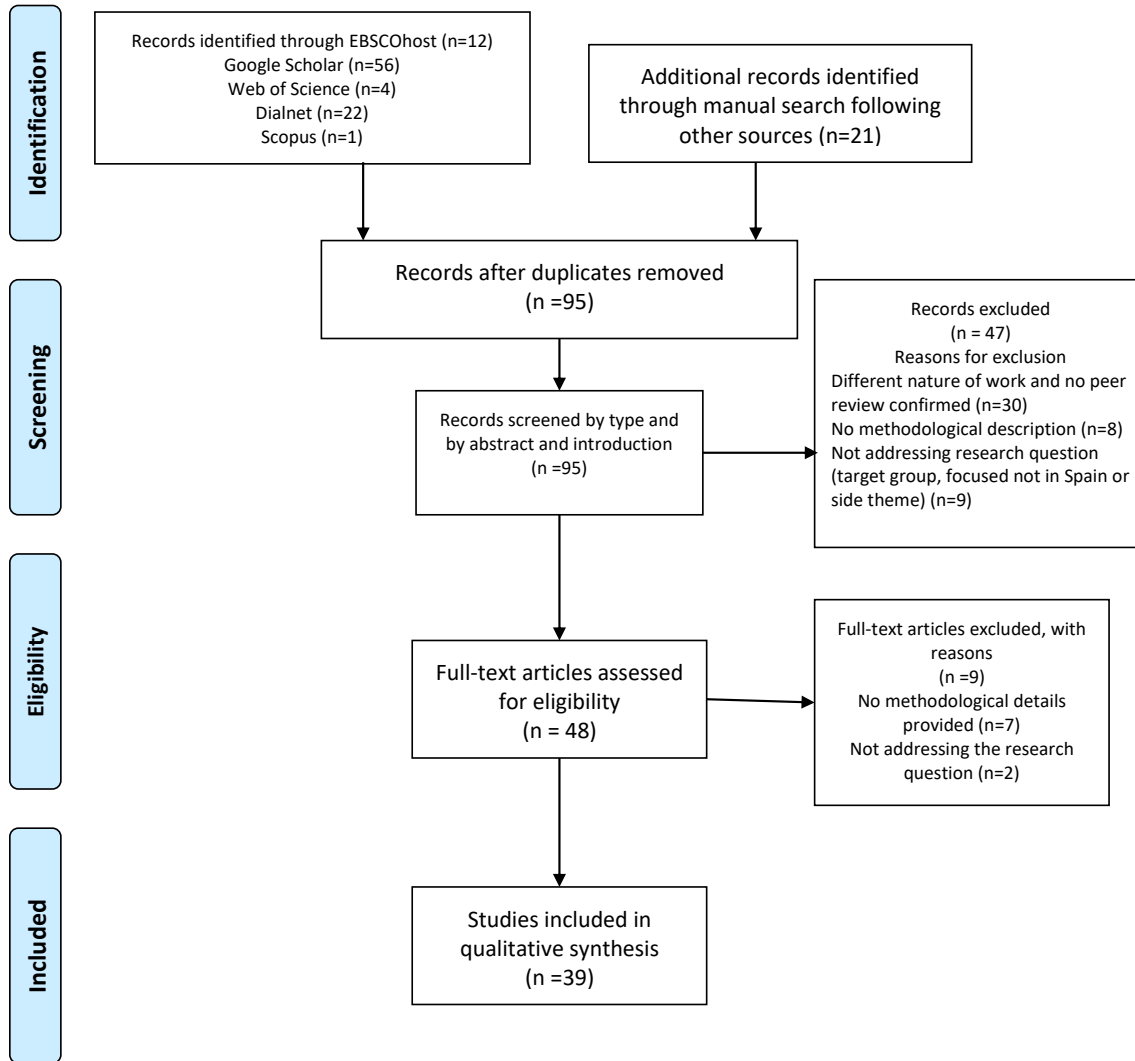 Identification
Records identified through EBSCOhost (n=12)
Google Scholar (n=56)
Web of Science (n=4)
Dialnet (n=22)
Scopus (n=1)
Additional records identified
through manual search following
other sources (n=21)
Records after duplicates removed
(n =95)
Screening
Records screened by type and
by abstract and introduction
(n =95)
Records excluded
(n = 47)
Reasons for exclusion
Different nature of work and no peer
review confirmed (n=30)
No methodological description (n=8)
Not addressing research question
(target group, focused not in Spain or
side theme) (n=9)
Eligibility
Full-text articles assessed
for eligibility
(n = 48)
Full-text articles excluded, with
reasons
(n =9)
No methodological details
provided (n=7)
Not addressing the research
question (n=2)
Included
Studies included in
qualitative synthesis
(n =39)